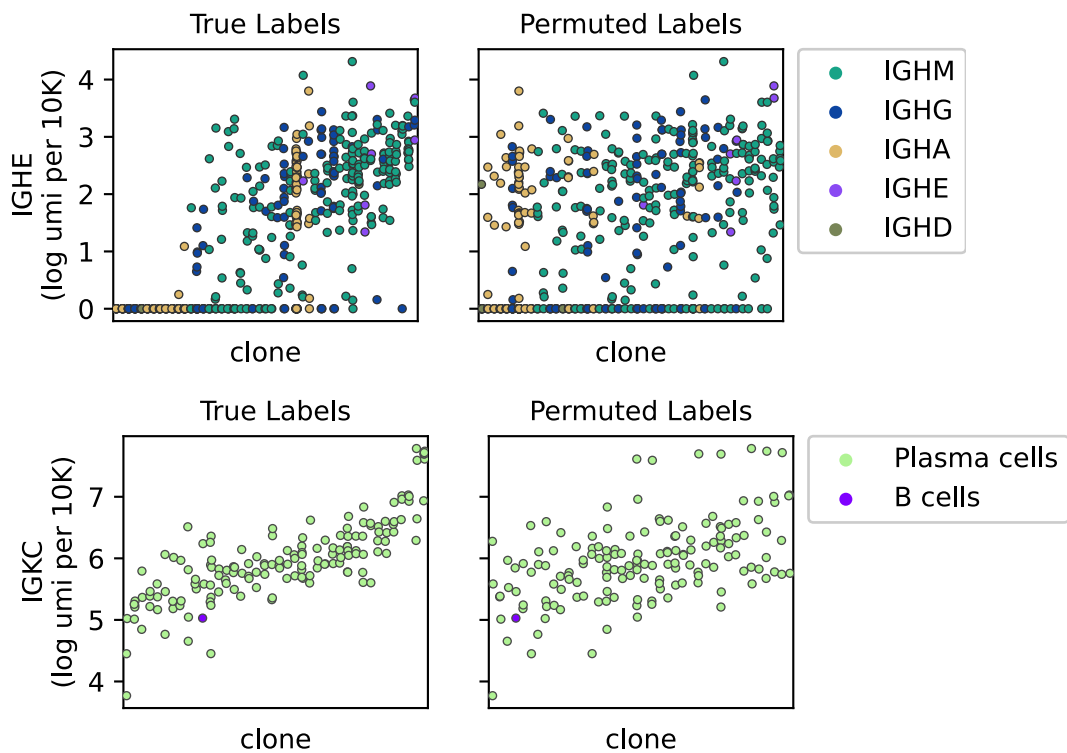 True Labels
Permuted Labels
IGHE
(log umi per 10K)
4
3
2
1
0
clone
clone
IGHM
IGHG
IGHA
IGHE
IGHD
True Labels
Permuted Labels
IGKC
(log umi per 10K)
7
6
5
4
clone
clone
Plasma cells
B cells